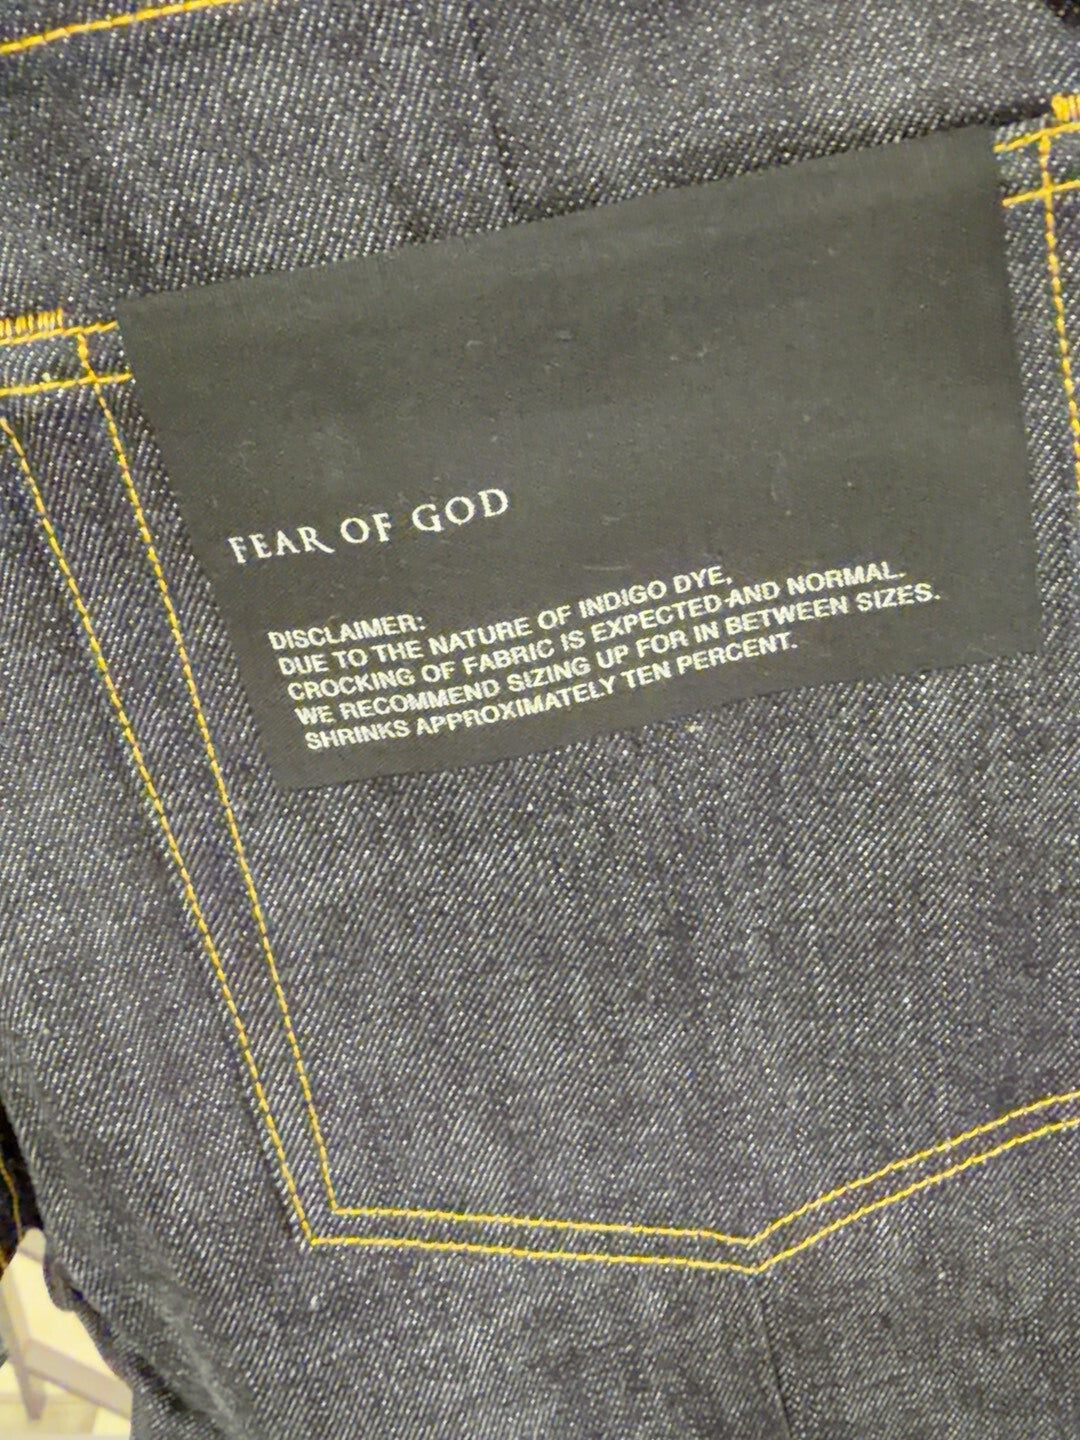 FEAR OF GOD
DISCLAIMER:
DUE TO THE NATURE OF INDIGO DYE,
CROCKING OF FABRIC IS EXPECTED AND NORMAL.
WE RECOMMEND SIZING UP FOR IN BETWEEN SIZES.
SHRINKS APPROXIMATELY TEN PERCENT.